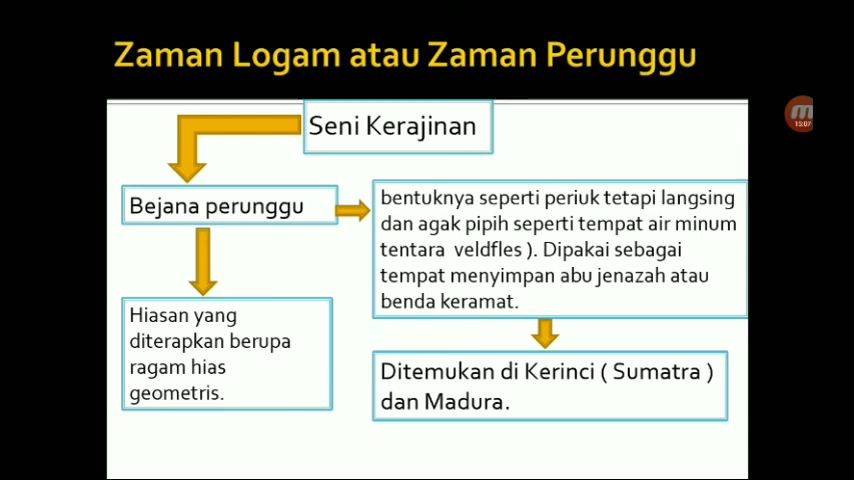 Zaman Logam atau Zaman Perunggu
Seni Kerajinan
Bejana perunggu
bentuknya seperti periuk tetapi langsing
dan agak pipih seperti tempat air minum
tentara veldfles ). Dipakai sebagai
tempat menyimpan abu jenazah atau
benda keramat.
Hiasan yang
diterapkan berupa
ragam hias
geometris.
Ditemukan di Kerinci ( Sumatra )
dan Madura.
15:07